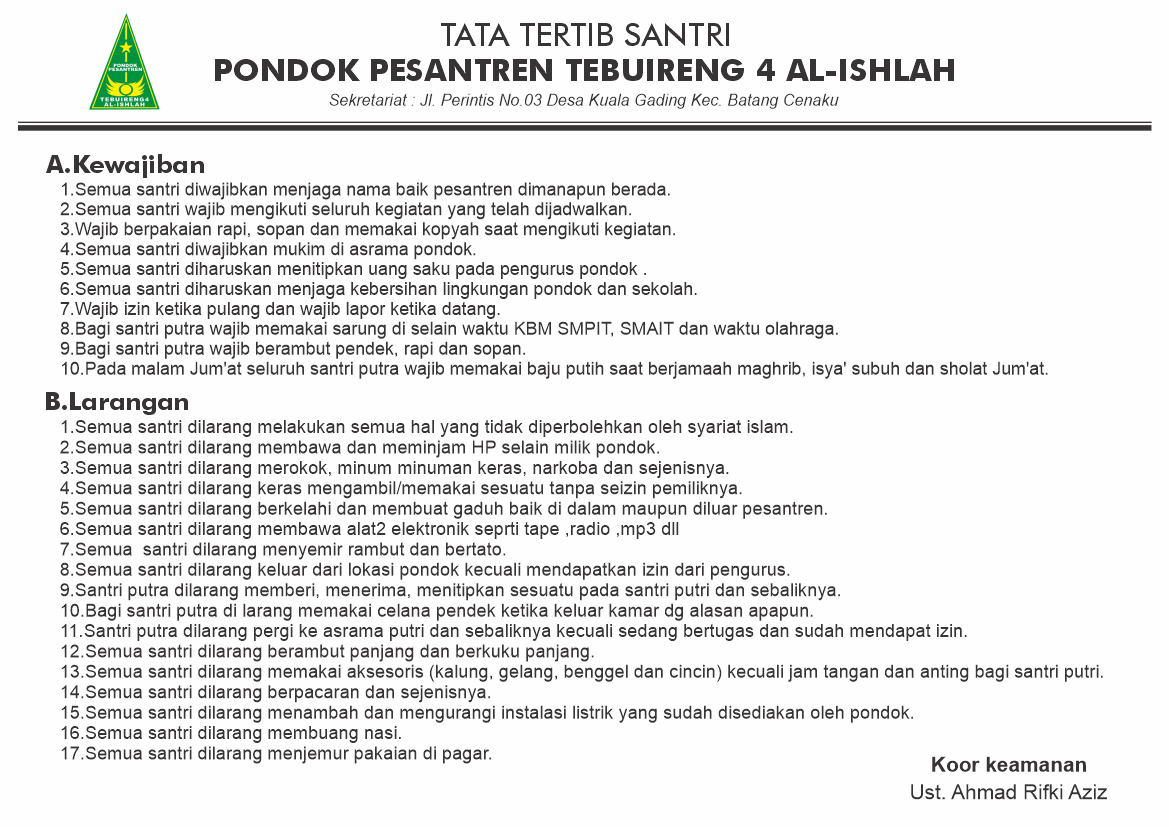 PONDOK
PESANTREN
TEBUIRENG4
AL-ISHLAH
TATA TERTIB SANTRI
PONDOK PESANTREN TEBUIRENG 4 AL-ISHLAH
Sekretariat : Jl. Perintis No.03 Desa Kuala Gading Kec. Batang Cenaku
A.Kewajiban
1.Semua santri diwajibkan menjaga nama baik pesantren dimanapun berada.
2.Semua santri wajib mengikuti seluruh kegiatan yang telah dijadwalkan.
3.Wajib berpakaian rapi, sopan dan memakai kopyah saat mengikuti kegiatan.
4.Semua santri diwajibkan mukim di asrama pondok.
5.Semua santri diharuskan menitipkan uang saku pada pengurus pondok .
6.Semua santri diharuskan menjaga kebersihan lingkungan pondok dan sekolah.
7.Wajib izin ketika pulang dan wajib lapor ketika datang.
8.Bagi santri putra wajib memakai sarung di selain waktu KBM SMPIT, SMAIT dan waktu olahraga.
9.Bagi santri putra wajib berambut pendek, rapi dan sopan.
10.Pada malam Jum'at seluruh santri putra wajib memakai baju putih saat berjamaah maghrib, isya' subuh dan sholat Jum'at.
B.Larangan
1.Semua santri dilarang melakukan semua hal yang tidak diperbolehkan oleh syariat islam.
2.Semua santri dilarang membawa dan meminjam HP selain milik pondok.
3.Semua santri dilarang merokok, minum minuman keras, narkoba dan sejenisnya.
4.Semua santri dilarang keras mengambil/memakai sesuatu tanpa seizin pemiliknya.
5.Semua santri dilarang berkelahi dan membuat gaduh baik di dalam maupun diluar pesantren.
6.Semua santri dilarang membawa alat2 elektronik seprti tape ,radio ,mp3 dll
7.Semua  santri dilarang menyemir rambut dan bertato.
8.Semua santri dilarang keluar dari lokasi pondok kecuali mendapatkan izin dari pengurus.
9.Santri putra dilarang memberi, menerima, menitipkan sesuatu pada santri putri dan sebaliknya.
10.Bagi santri putra di larang memakai celana pendek ketika keluar kamar dg alasan apapun.
11.Santri putra dilarang pergi ke asrama putri dan sebaliknya kecuali sedang bertugas dan sudah mendapat izin.
12.Semua santri dilarang berambut panjang dan berkuku panjang.
13.Semua santri dilarang memakai aksesoris (kalung, gelang, benggel dan cincin) kecuali jam tangan dan anting bagi santri putri.
14.Semua santri dilarang berpacaran dan sejenisnya.
15.Semua santri dilarang menambah dan mengurangi instalasi listrik yang sudah disediakan oleh pondok.
16.Semua santri dilarang membuang nasi.
17.Semua santri dilarang menjemur pakaian di pagar.
Koor keamanan
Ust. Ahmad Rifki Aziz